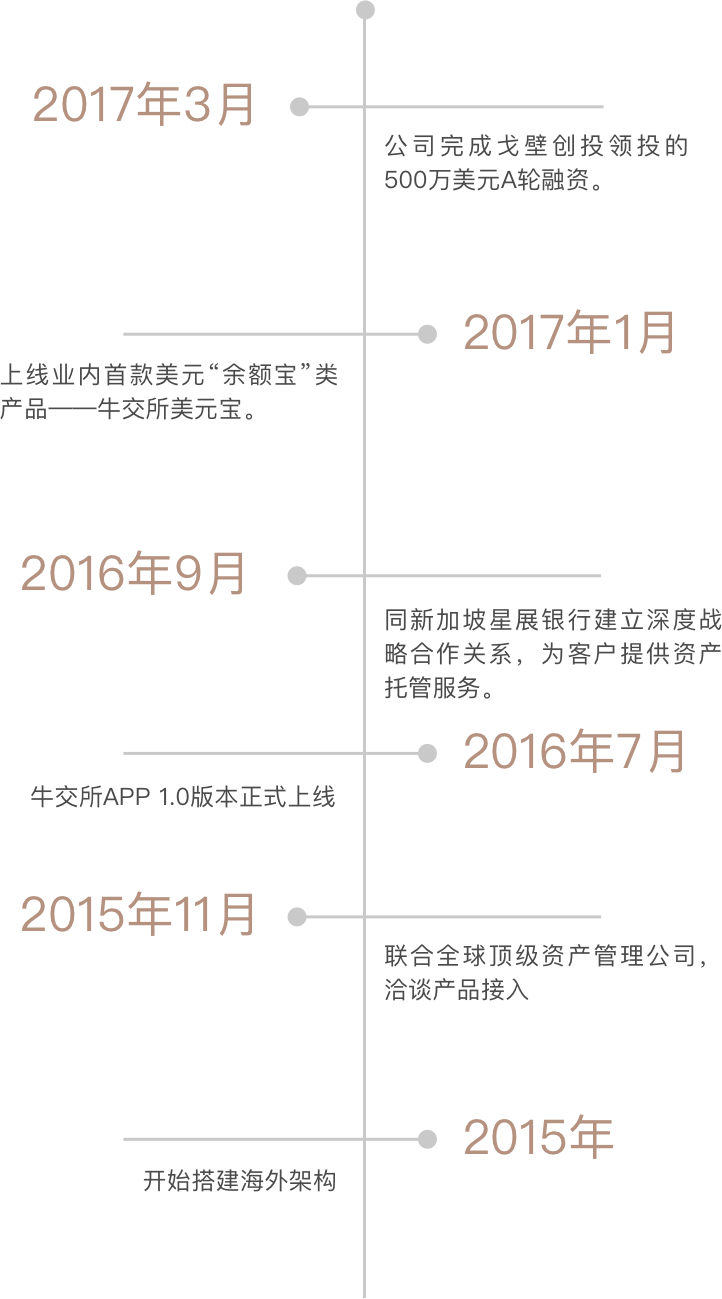 2017年3月
公司完成戈壁创投领投的
500万美元A轮融资。
2017年1月
上线业内首款美元“余额宝”类
产品——牛交所美元宝。
2016年9月
同新加坡星展银行建立深度战
略合作关系，为客户提供资产
托管服务。
2016年7月
牛交所APP 1.0版本正式上线
2015年11月
联合全球顶级资产管理公司，
洽谈产品接入
2015年
开始搭建海外架构